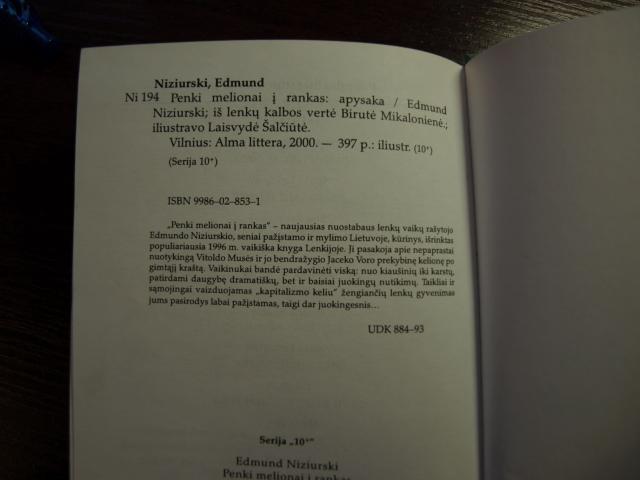 Niziurski, Edmund
Ni 194 Penki melionai į rankas: apysaka / Edmund
Niziurski; iš lenkų kalbos vertė Birutė Mikalonienė.;
iliustravo Laisvydė Šalčiūtė.
Vilnius: Alma littera, 2000. — 397 p.: iliustr. (10⁺)
(Serija 10⁺)
ISBN 9986–02–853–1
„Penki melionai į rankas“ – naujausias nuostabaus lenkų vaikų rašytojo
Edmundo Niziurskio, seniai pažįstamo ir mylimo Lietuvoje, kūrinys, išrinktas
populiariausia 1996 m. vaikiška knyga Lenkijoje. Ji pasakoja apie nepaprastai
nuotykingą Vitoldo Musės ir jo bendražygio Jaceko Voro prekybinę kelionę po
gimtąjį kraštą. Vaikinukai bandė pardavinėti viską: nuo kiaušinių iki karstų,
patirdami daugybę dramatiškų, bet ir baisiai juokingų nutikimų. Taikliai ir
sąmojingai vaizduojamas „kapitalizmo keliu“ žengiančių lenkų gyvenimas
jums pasirodys labai pažįstamas, taigi dar juokingesnis...
UDK 884–93
Serija „10⁺“
Edmund Niziurski
Penki melionai į rankas